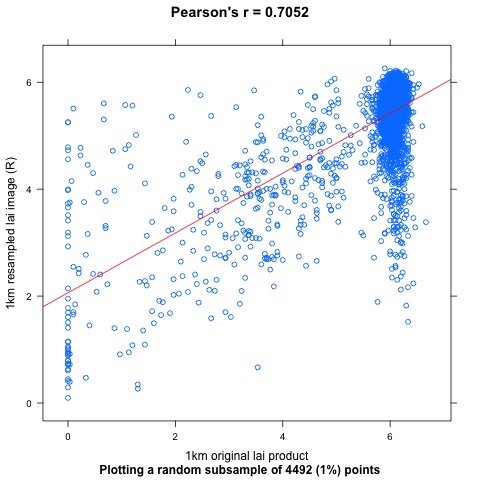 Pearson's r = 0.7052
1km resampled lai image (R)
6
4
2
0
0 2 4 6
1km original lai product
Plotting a random subsample of 4492 (1%) points